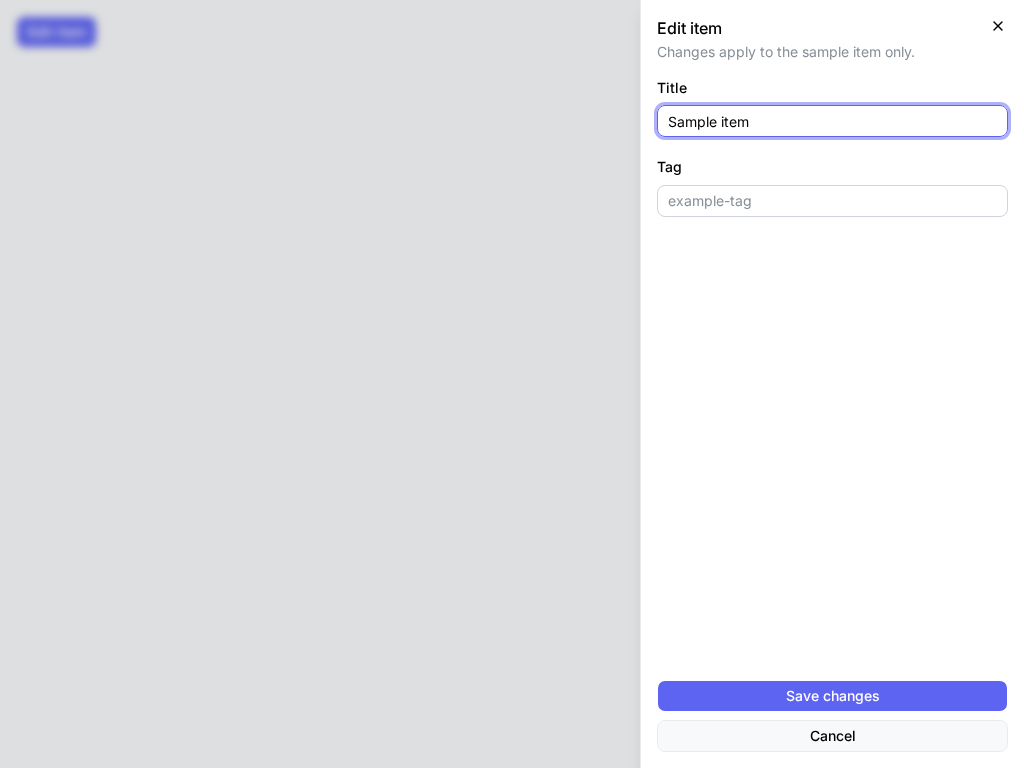 Edit item
Changes apply to the sample item only.
Title
Sample item
Tag
example-tag
Save changes
Cancel